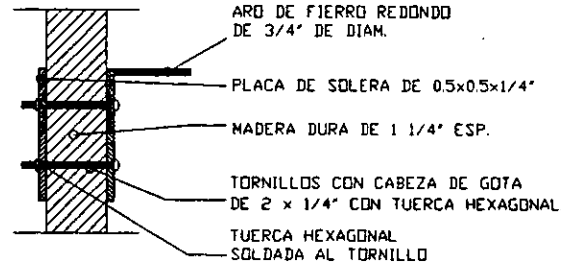 ARO DE FIERRO REDONDO
DE 3/4" DE DIAM.
PLACA DE SOLERA DE 0.5x0.5x1/4"
MADERA DURA DE 1 1/4" ESP.
TORNILLOS CON CABEZA DE GOTA
DE 2 x 1/4" CON TUERCA HEXAGONAL
TUERCA HEXAGONAL
SOLDADA AL TORNILLO